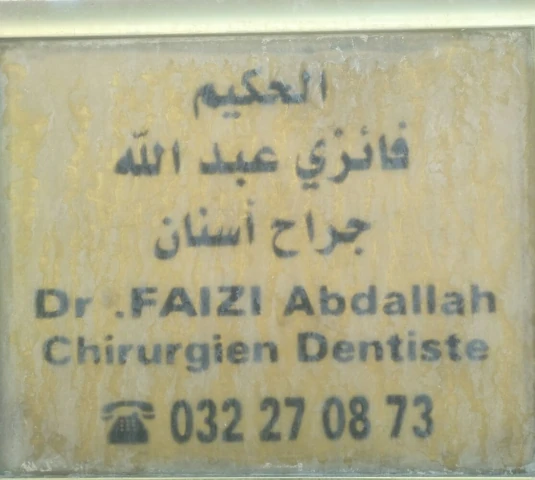 الحكيم
فائزي عبد الله
جراح أسنان
Dr .FAIZI Abdallah
Chirurgien Dentiste
☎ 032 27 08 73